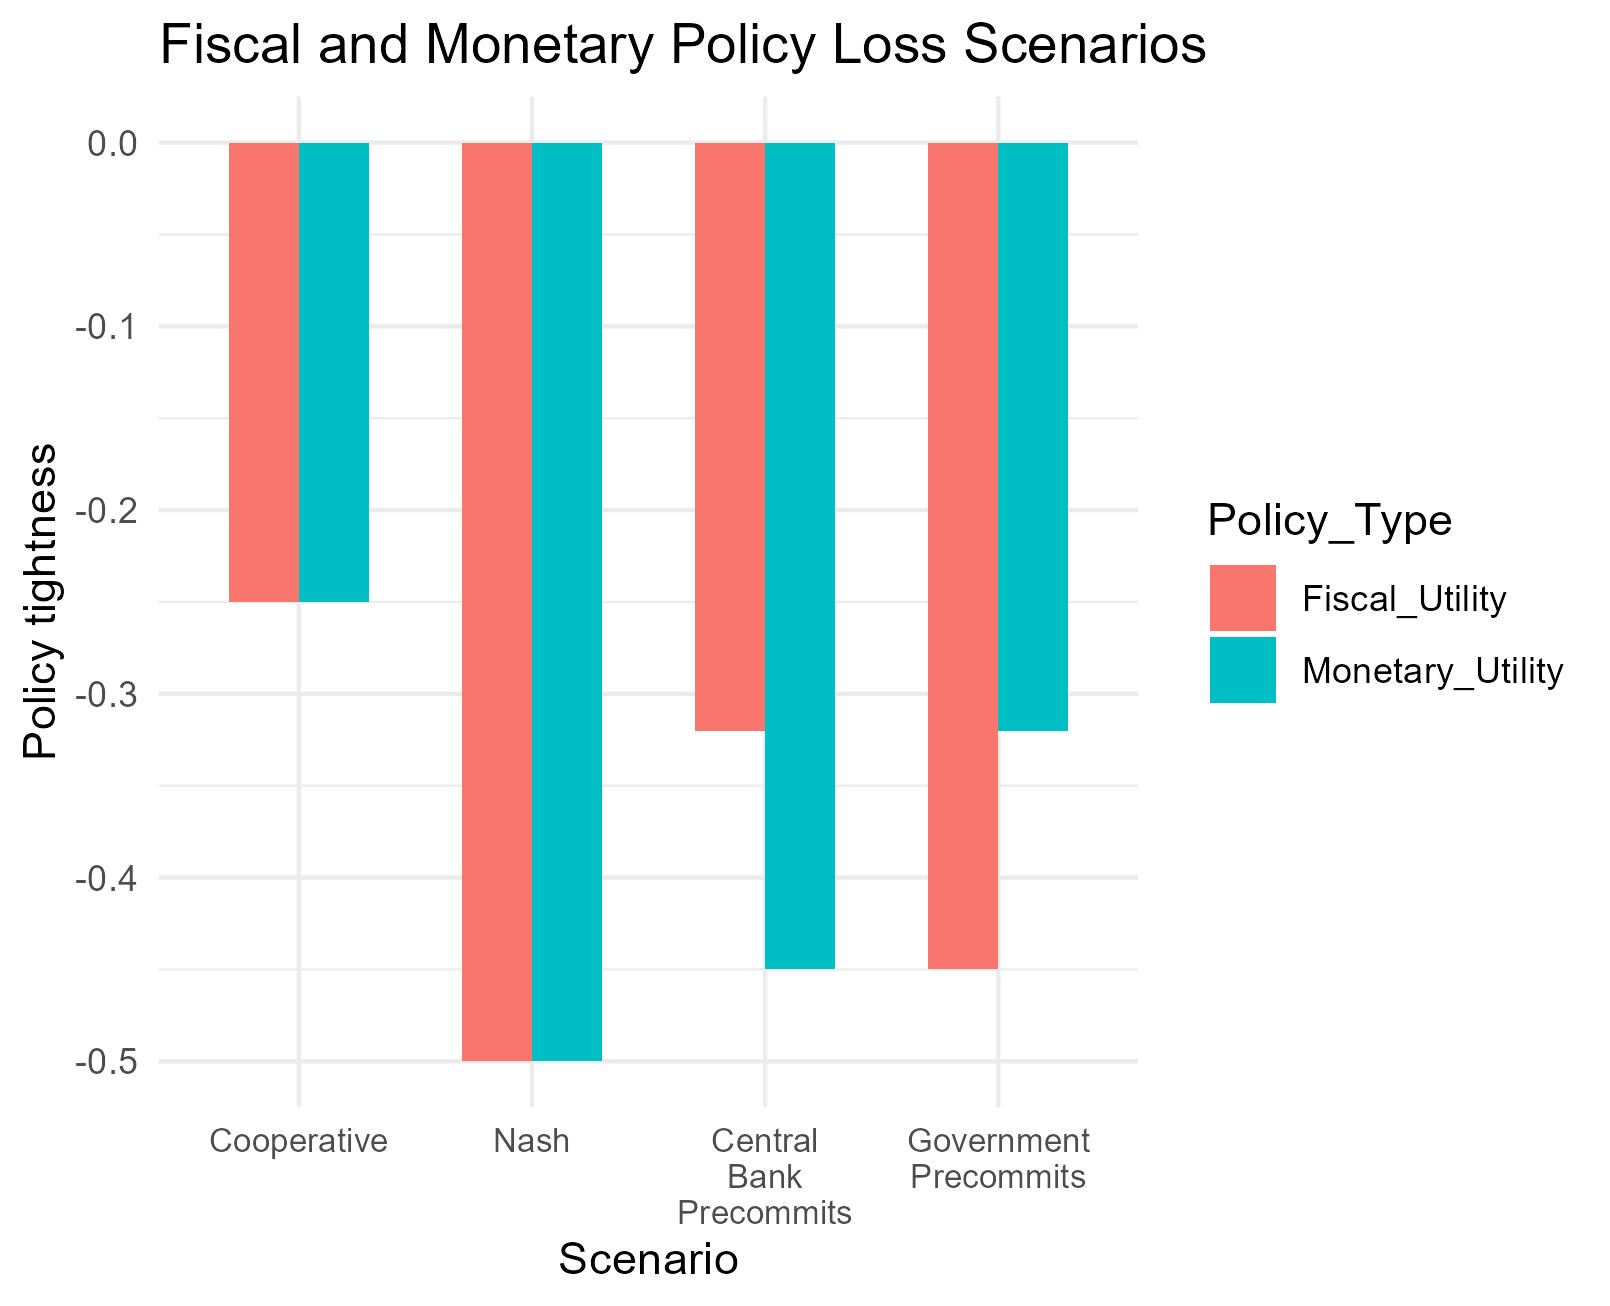 Fiscal and Monetary Policy Loss Scenarios
0.0
-0.1
-0.2
-0.3
-0.4
-0.5
Policy tightness
Cooperative
Nash
Central
Bank
Precommits
Government
Precommits
Scenario
Policy_Type
Fiscal_Utility
Monetary_Utility